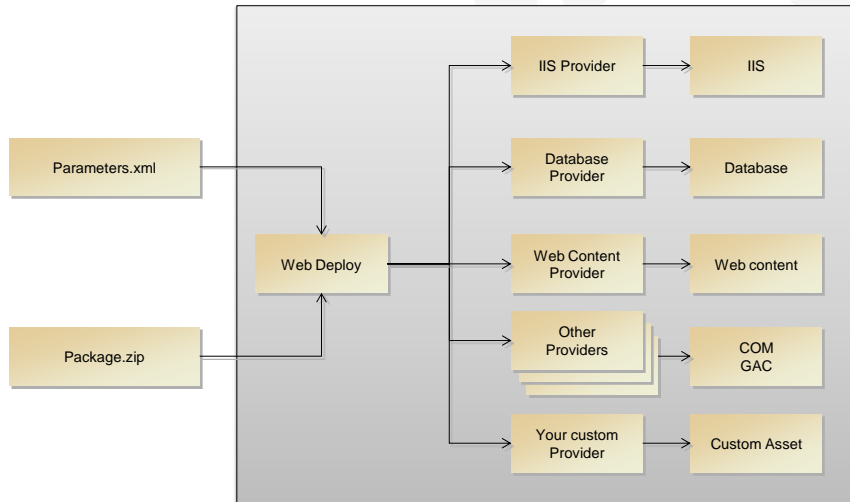 IIS Provider
IIS
Parameters.xml
Database
Provider
Database
Web Deploy
Web Content
Provider
Web content
Package.zip
Other
Providers
COM
GAC
Your custom
Provider
Custom Asset